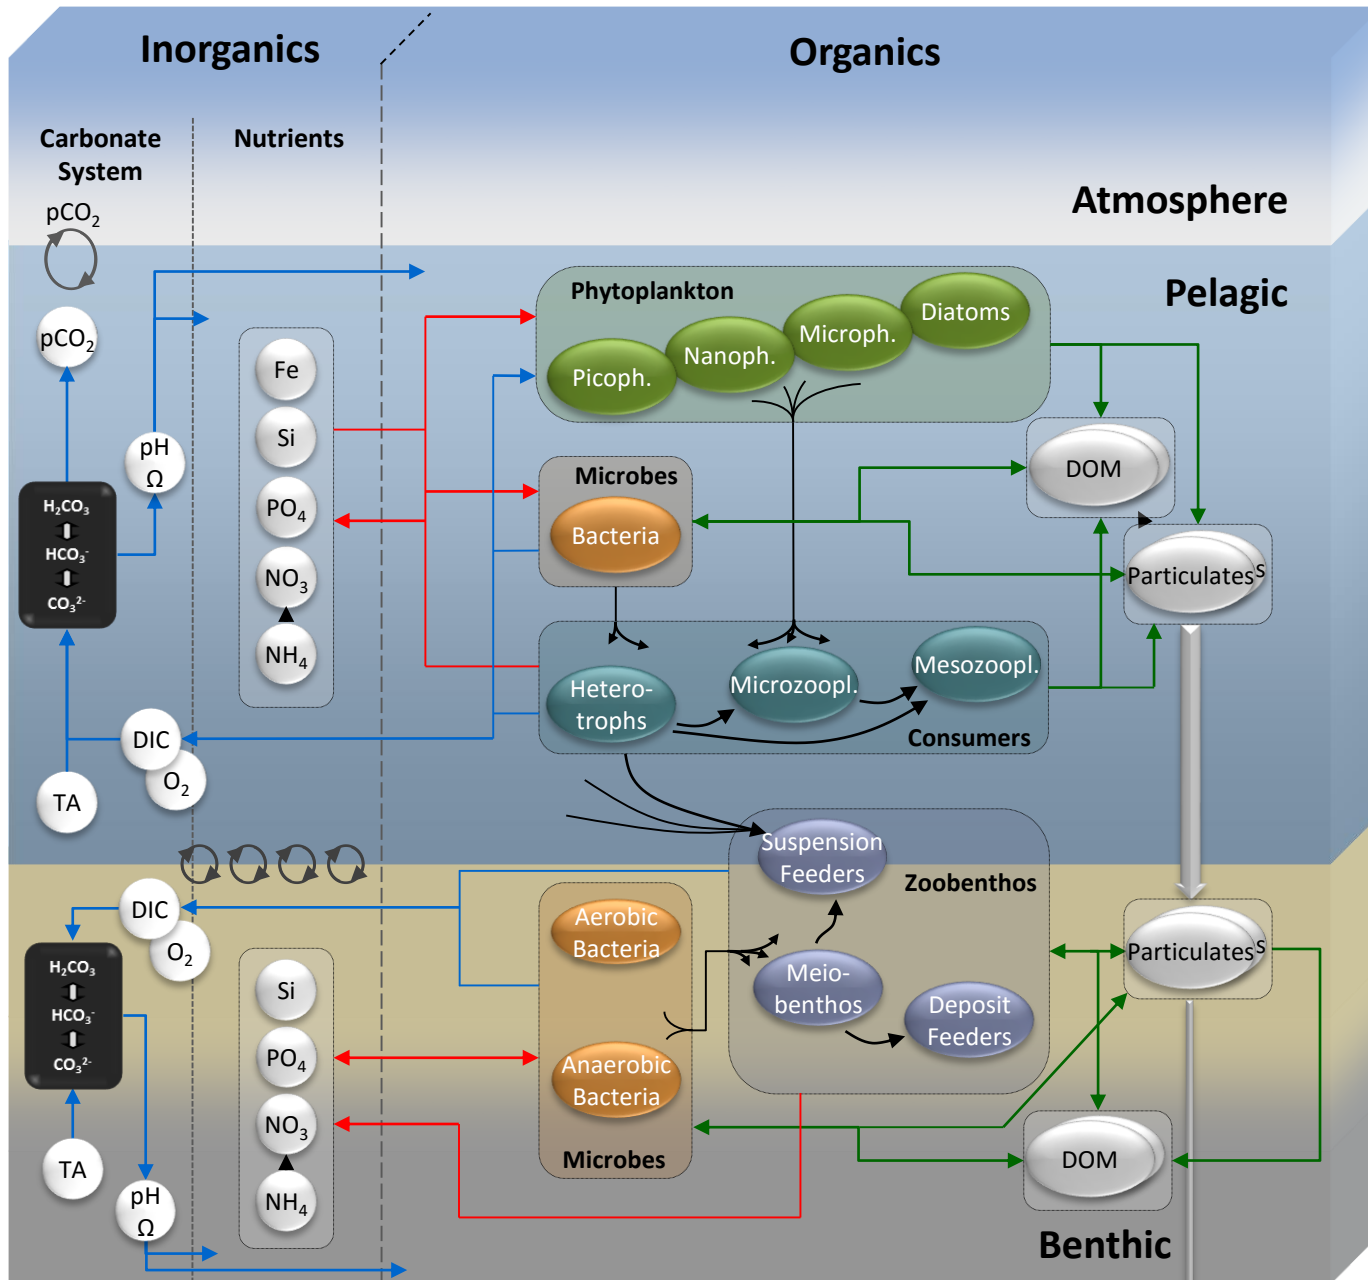 Inorganics
Organics
Carbonate
System
Nutrients
Atmosphere
pCO₂
Pelagic
pCO₂
Phytoplankton
Picoph.
Nanoph.
Microph.
Diatoms
Fe
Si
PO₄
NO₃
NH₄
pH
Ω
H₂CO₃
HCO₃⁻
CO₃²⁻
Microbes
Bacteria
DOM
Particulates
s
Hetero-
trophs
Microzoopl.
Mesozoopl.
Consumers
DIC
O₂
TA
Suspension
Feeders
Zoobenthos
Meio-
benthos
Deposit
Feeders
Aerobic
Bacteria
Anaerobic
Bacteria
Microbes
Particulates
s
DOM
DIC
O₂
H₂CO₃
HCO₃⁻
CO₃²⁻
TA
pH
Ω
Si
PO₄
NO₃
NH₄
Benthic